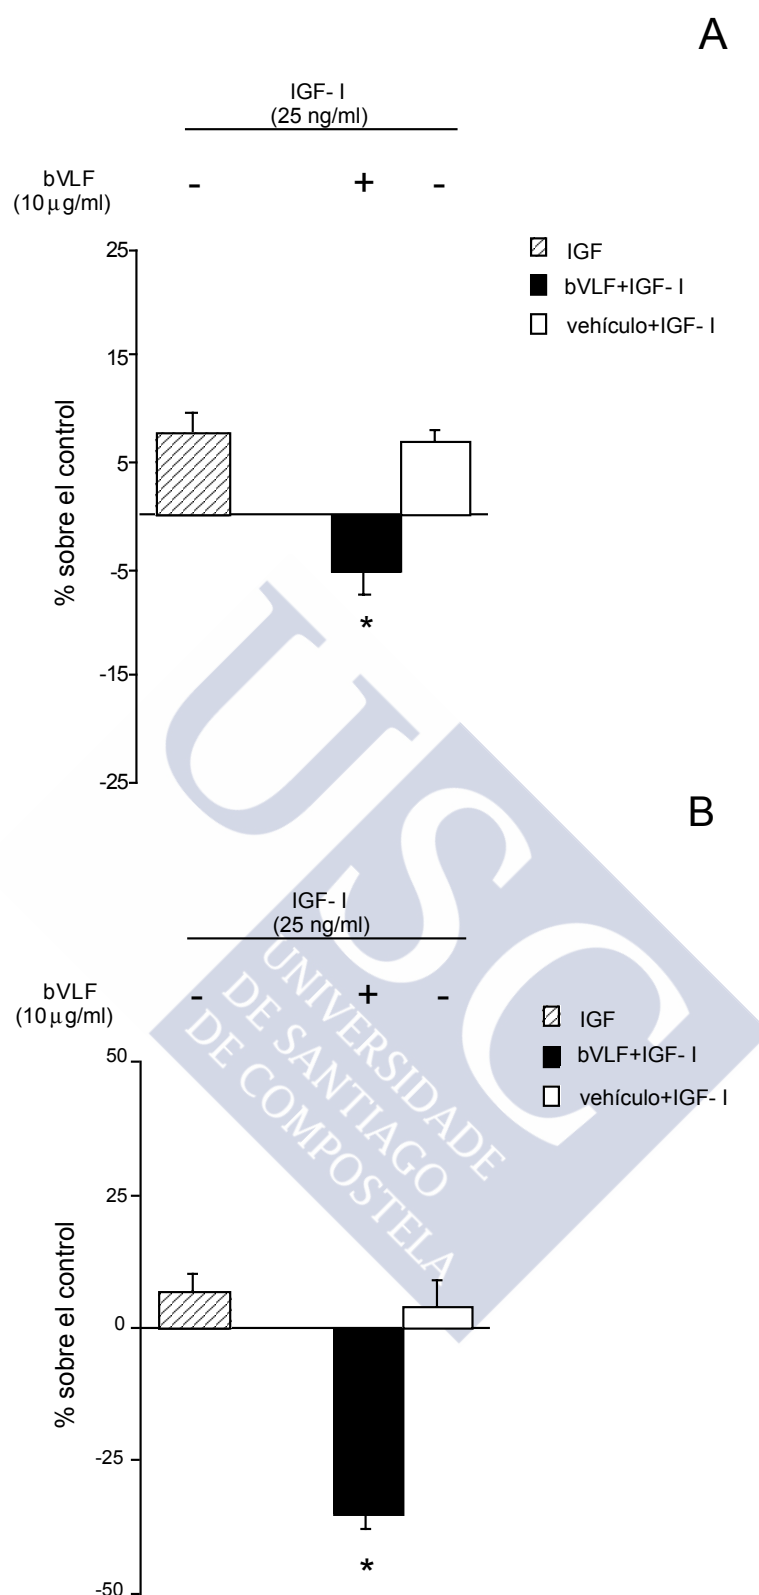 A
IGF- I
(25 ng/ml)
bVLF
(10 µg/ml)
- + -
25
15
5
-5
-15
-25
% sobre el control
IGF
bVLF+IGF- I
vehículo+IGF- I
*
B
IGF- I
(25 ng/ml)
bVLF
(10 µg/ml)
- + -
50
25
0
-25
-50
% sobre el control
IGF
bVLF+IGF- I
vehículo+IGF- I
*
USC
UNIVERSIDADE
DE SANTIAGO
DE COMPOSTELA